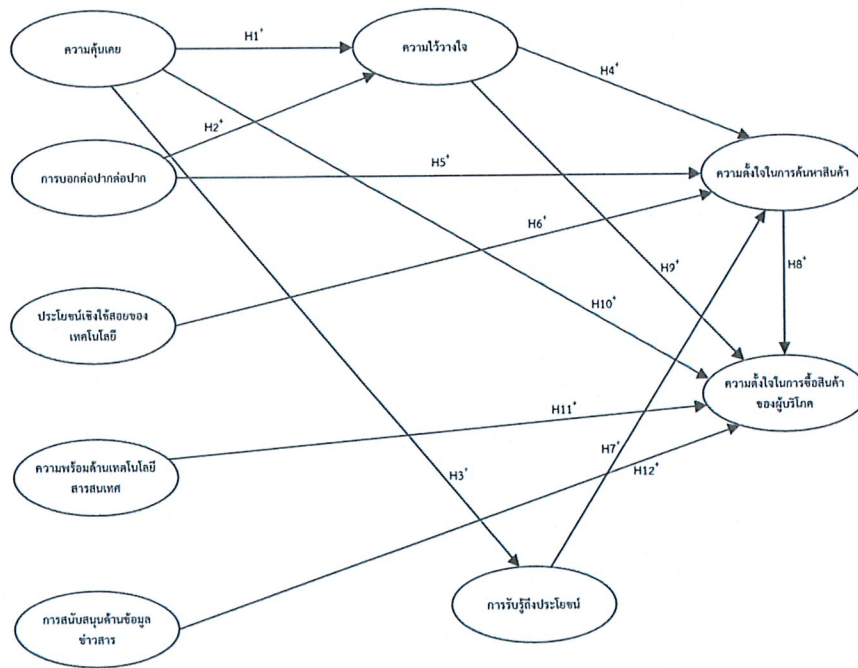 ความคุ้นเคย
H1+
ความไว้วางใจ
H4+
H2+
การบอกต่อปากต่อปาก
H5+
ความตั้งใจในการค้นหาสินค้า
H6+
H9+
H8+
ประโยชน์เชิงใช้สอยของ
เทคโนโลยี
H10+
ความตั้งใจในการซื้อสินค้า
ของผู้บริโภค
H11+
H7+
ความพร้อมด้านเทคโนโลยี
สารสนเทศ
H3+
H12+
การรับรู้ถึงประโยชน์
การสนับสนุนด้านข้อมูล
ข่าวสาร